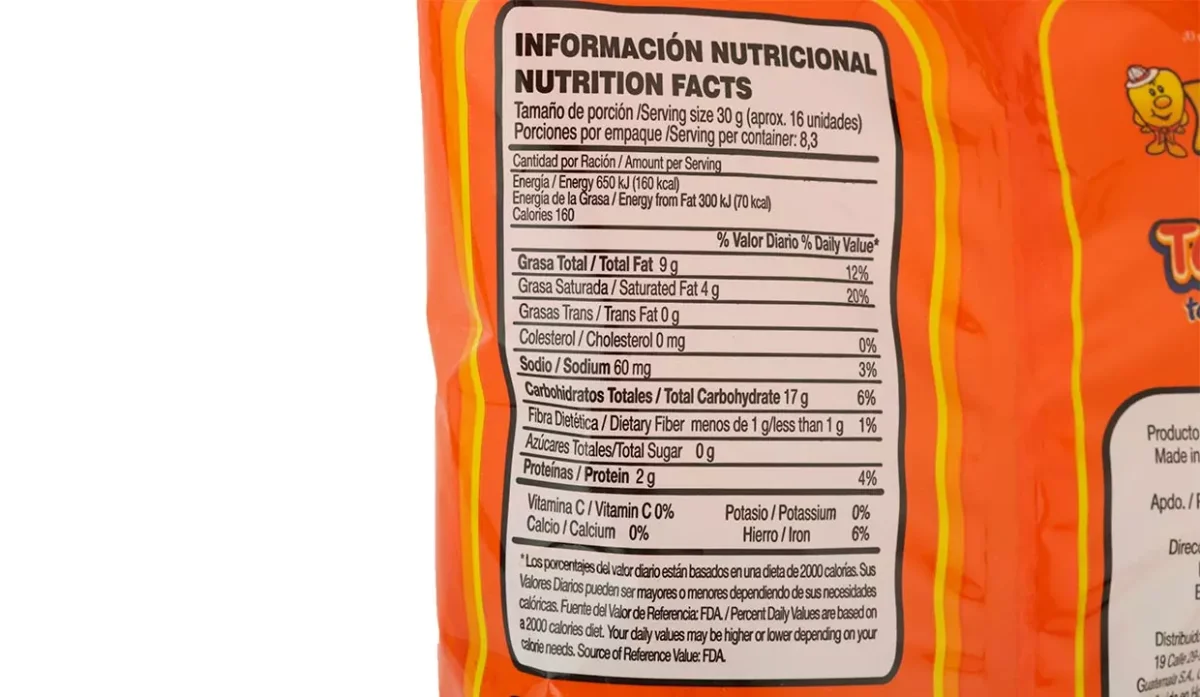 INFORMACIÓN NUTRICIONAL
NUTRITION FACTS
Tamaño de porción /Serving size 30 g (aprox. 16 unidades)
Porciones por empaque /Serving per container: 8,3
Cantidad por Ración / Amount per Serving
Energía / Energy 650 kJ (160 kcal)
Energía de la Grasa / Energy from Fat 300 kJ (70 kcal)
Calories 160
% Valor Diario % Daily Value*
Grasa Total / Total Fat 9 g 12%
Grasa Saturada / Saturated Fat 4 g 20%
Grasas Trans / Trans Fat 0 g
Colesterol / Cholesterol 0 mg 0%
Sodio / Sodium 60 mg 3%
Carbohidratos Totales / Total Carbohydrate 17 g 6%
Fibra Dietética / Dietary Fiber menos de 1 g/less than 1 g 1%
Azúcares Totales/Total Sugar 0 g
Proteínas / Protein 2 g 4%
Vitamina C / Vitamin C 0% Potasio / Potassium 0%
Calcio / Calcium 0% Hierro / Iron 6%
*Los porcentajes del valor diario están basados en una dieta de 2000 calorías. Sus
Valores Diarios pueden ser mayores o menores dependiendo de sus necesidades
calóricas. Fuente del Valor de Referencia: FDA. / Percent Daily Values are based on
a 2000 calories diet. Your daily values may be higher or lower depending on your
calorie needs. Source of Reference Value: FDA.
Producto
Made in
Apdo. /
Direc
Distribuid
19 Calle
Guatemala S.A.